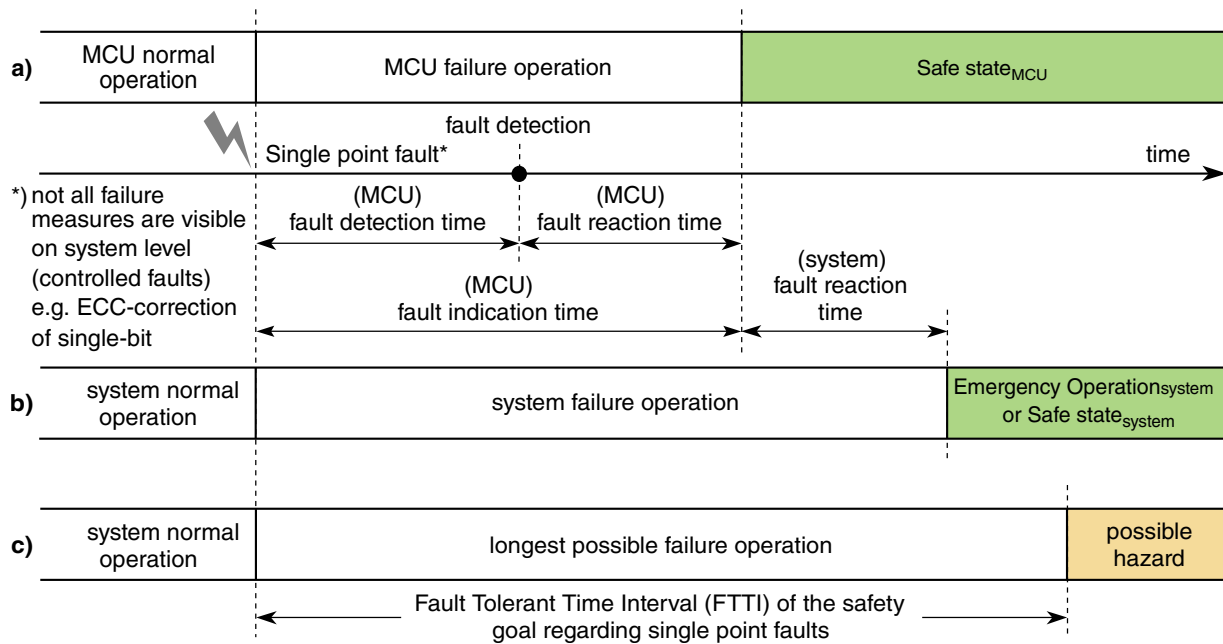 a)
MCU normal
operation
MCU failure operation
Safe stateMCU
fault detection
Single point fault*
time
*) not all failure
measures are visible
on system level
(controlled faults)
e.g. ECC-correction
of single-bit
(MCU)
fault detection time
(MCU)
fault reaction time
(MCU)
fault indication time
(system)
fault reaction
time
b)
system normal
operation
system failure operation
Emergency Operationsystem
or Safe statesystem
c)
system normal
operation
longest possible failure operation
possible
hazard
Fault Tolerant Time Interval (FTTI) of the safety
goal regarding single point faults